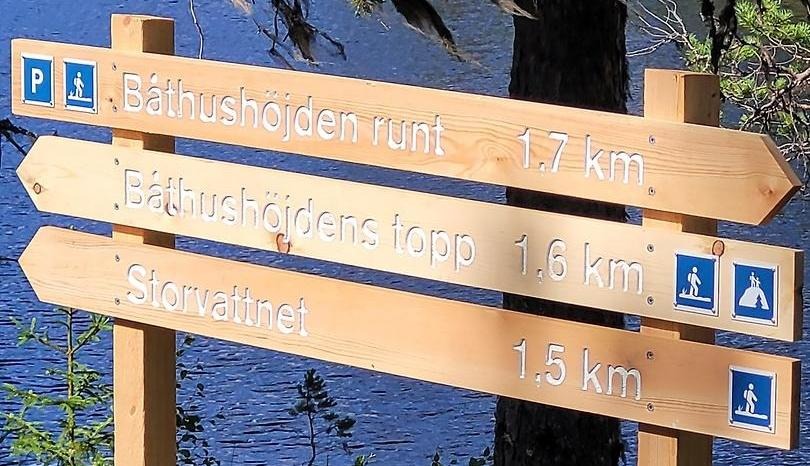 P Båthushöjden runt 1,7 km
Båthushöjdens topp 1,6 km
Storvattnet 1,5 km